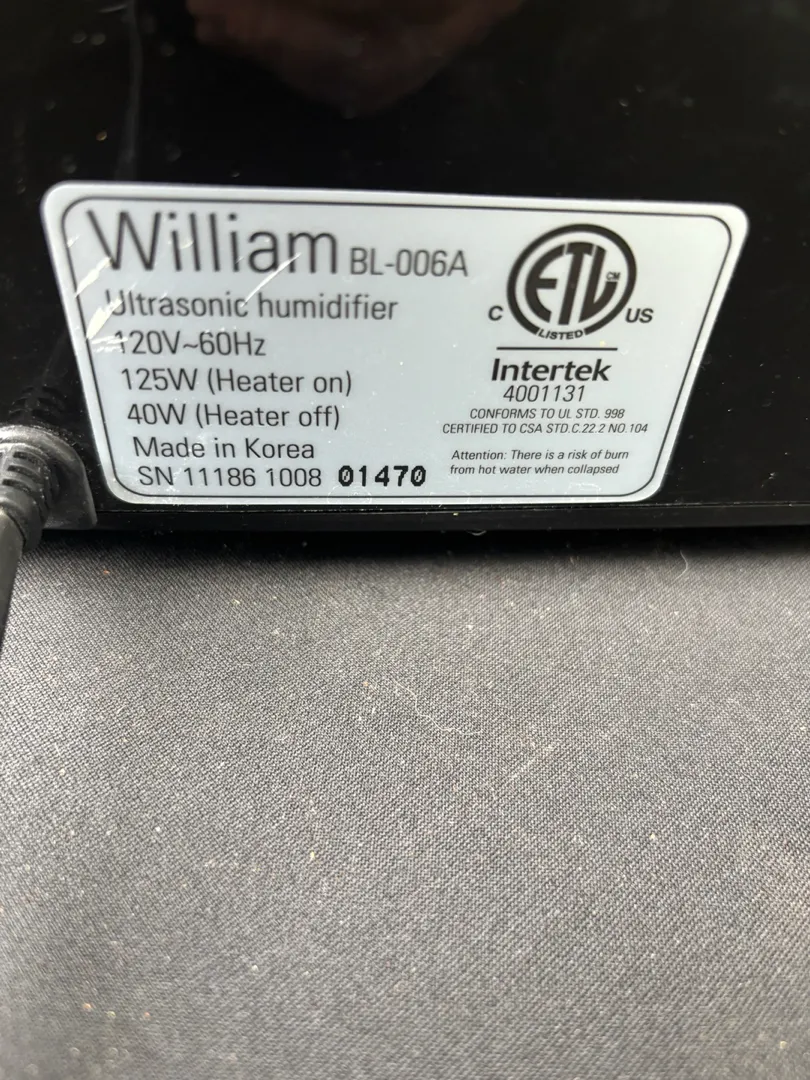 William BL-006A
Ultrasonic humidifier
120V~60Hz
125W (Heater on)
40W (Heater off)
Made in Korea
SN 11186 1008 01470
ETL CM
C US
LISTED
Intertek
4001131
CONFORMS TO UL STD. 998
CERTIFIED TO CSA STD.C.22.2 NO.104
Attention: There is a risk of burn
from hot water when collapsed